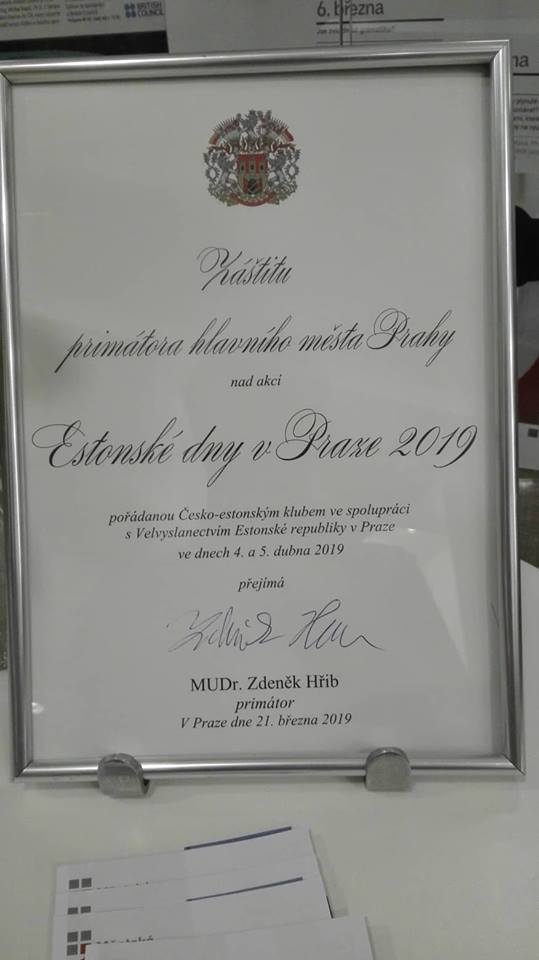 BRITISH
COUNCIL
6. března
Záštitu
primátora hlavního města Prahy
nad akcí
Estonské dny v Praze 2019
pořádanou Česko-estonským klubem ve spolupráci
s Velvyslanectvím Estonské republiky v Praze
ve dnech 4. a 5. dubna 2019
přejímá
MUDr. Zdeněk Hřib
primátor
V Praze dne 21. března 2019